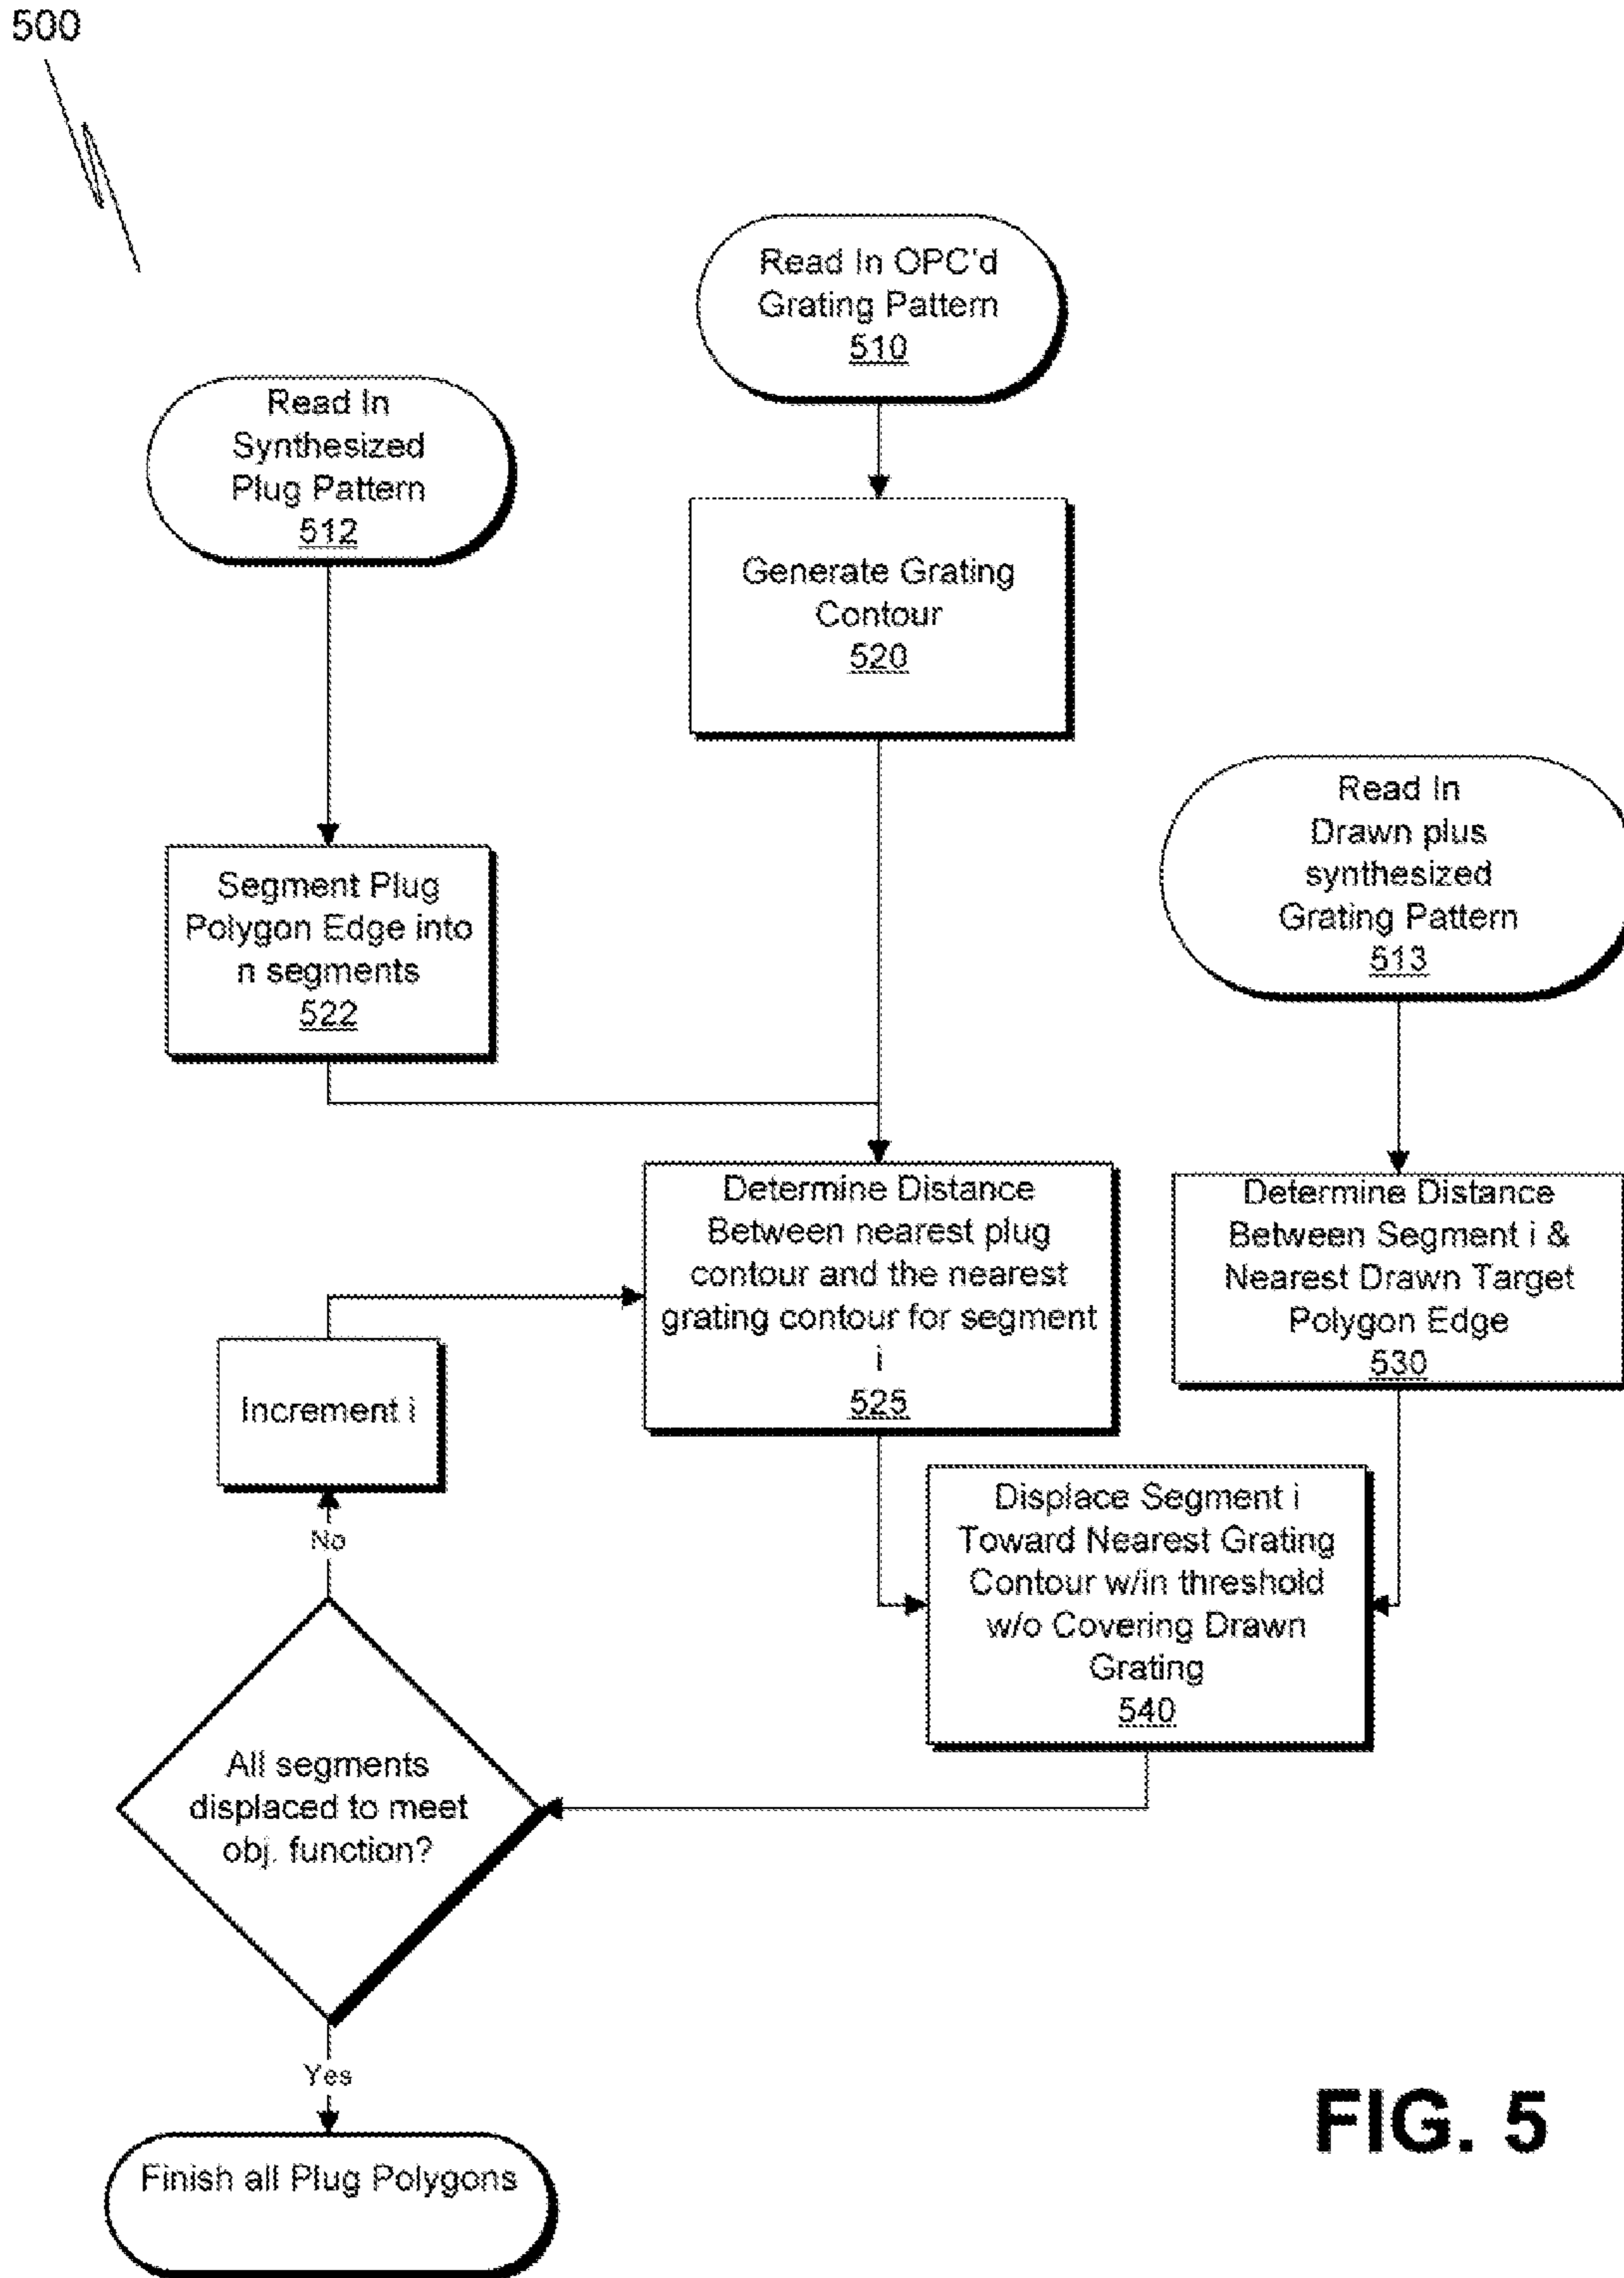 500
Read In OPC'd
Grating Pattern
510
Read In
Synthesized
Plug Pattern
512
Generate Grating
Contour
520
Read In
Drawn plus
synthesized
Grating Pattern
513
Segment Plug
Polygon Edge into
n segments
522
Determine Distance
Between nearest plug
contour and the nearest
grating contour for segment
i
525
Determine Distance
Between Segment i &
Nearest Drawn Target
Polygon Edge
530
Increment i
Displace Segment i
Toward Nearest Grating
Contour w/in threshold
w/o Covering Drawn
Grating
540
No
All segments
displaced to meet
obj. function?
Yes
Finish all Plug Polygons
FIG. 5